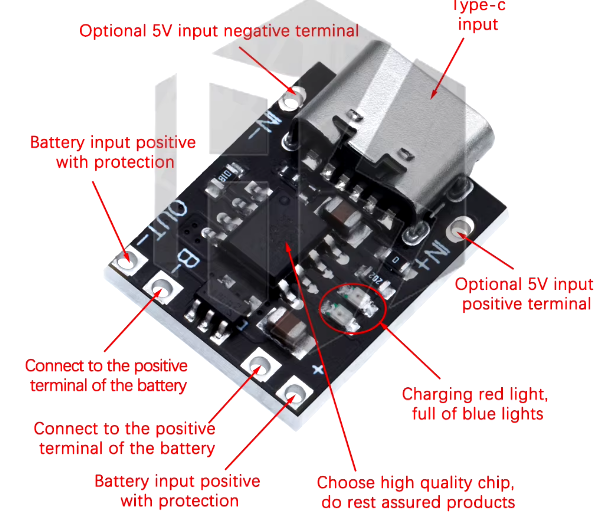 Type-c
input
Optional 5V input negative terminal
IN-
Battery input positive
with protection
810
OUT-
B-
IN+
202
Optional 5V input
positive terminal
+
Connect to the positive
terminal of the battery
Charging red light,
full of blue lights
Connect to the positive
terminal of the battery
Battery input positive
with protection
Choose high quality chip,
do rest assured products